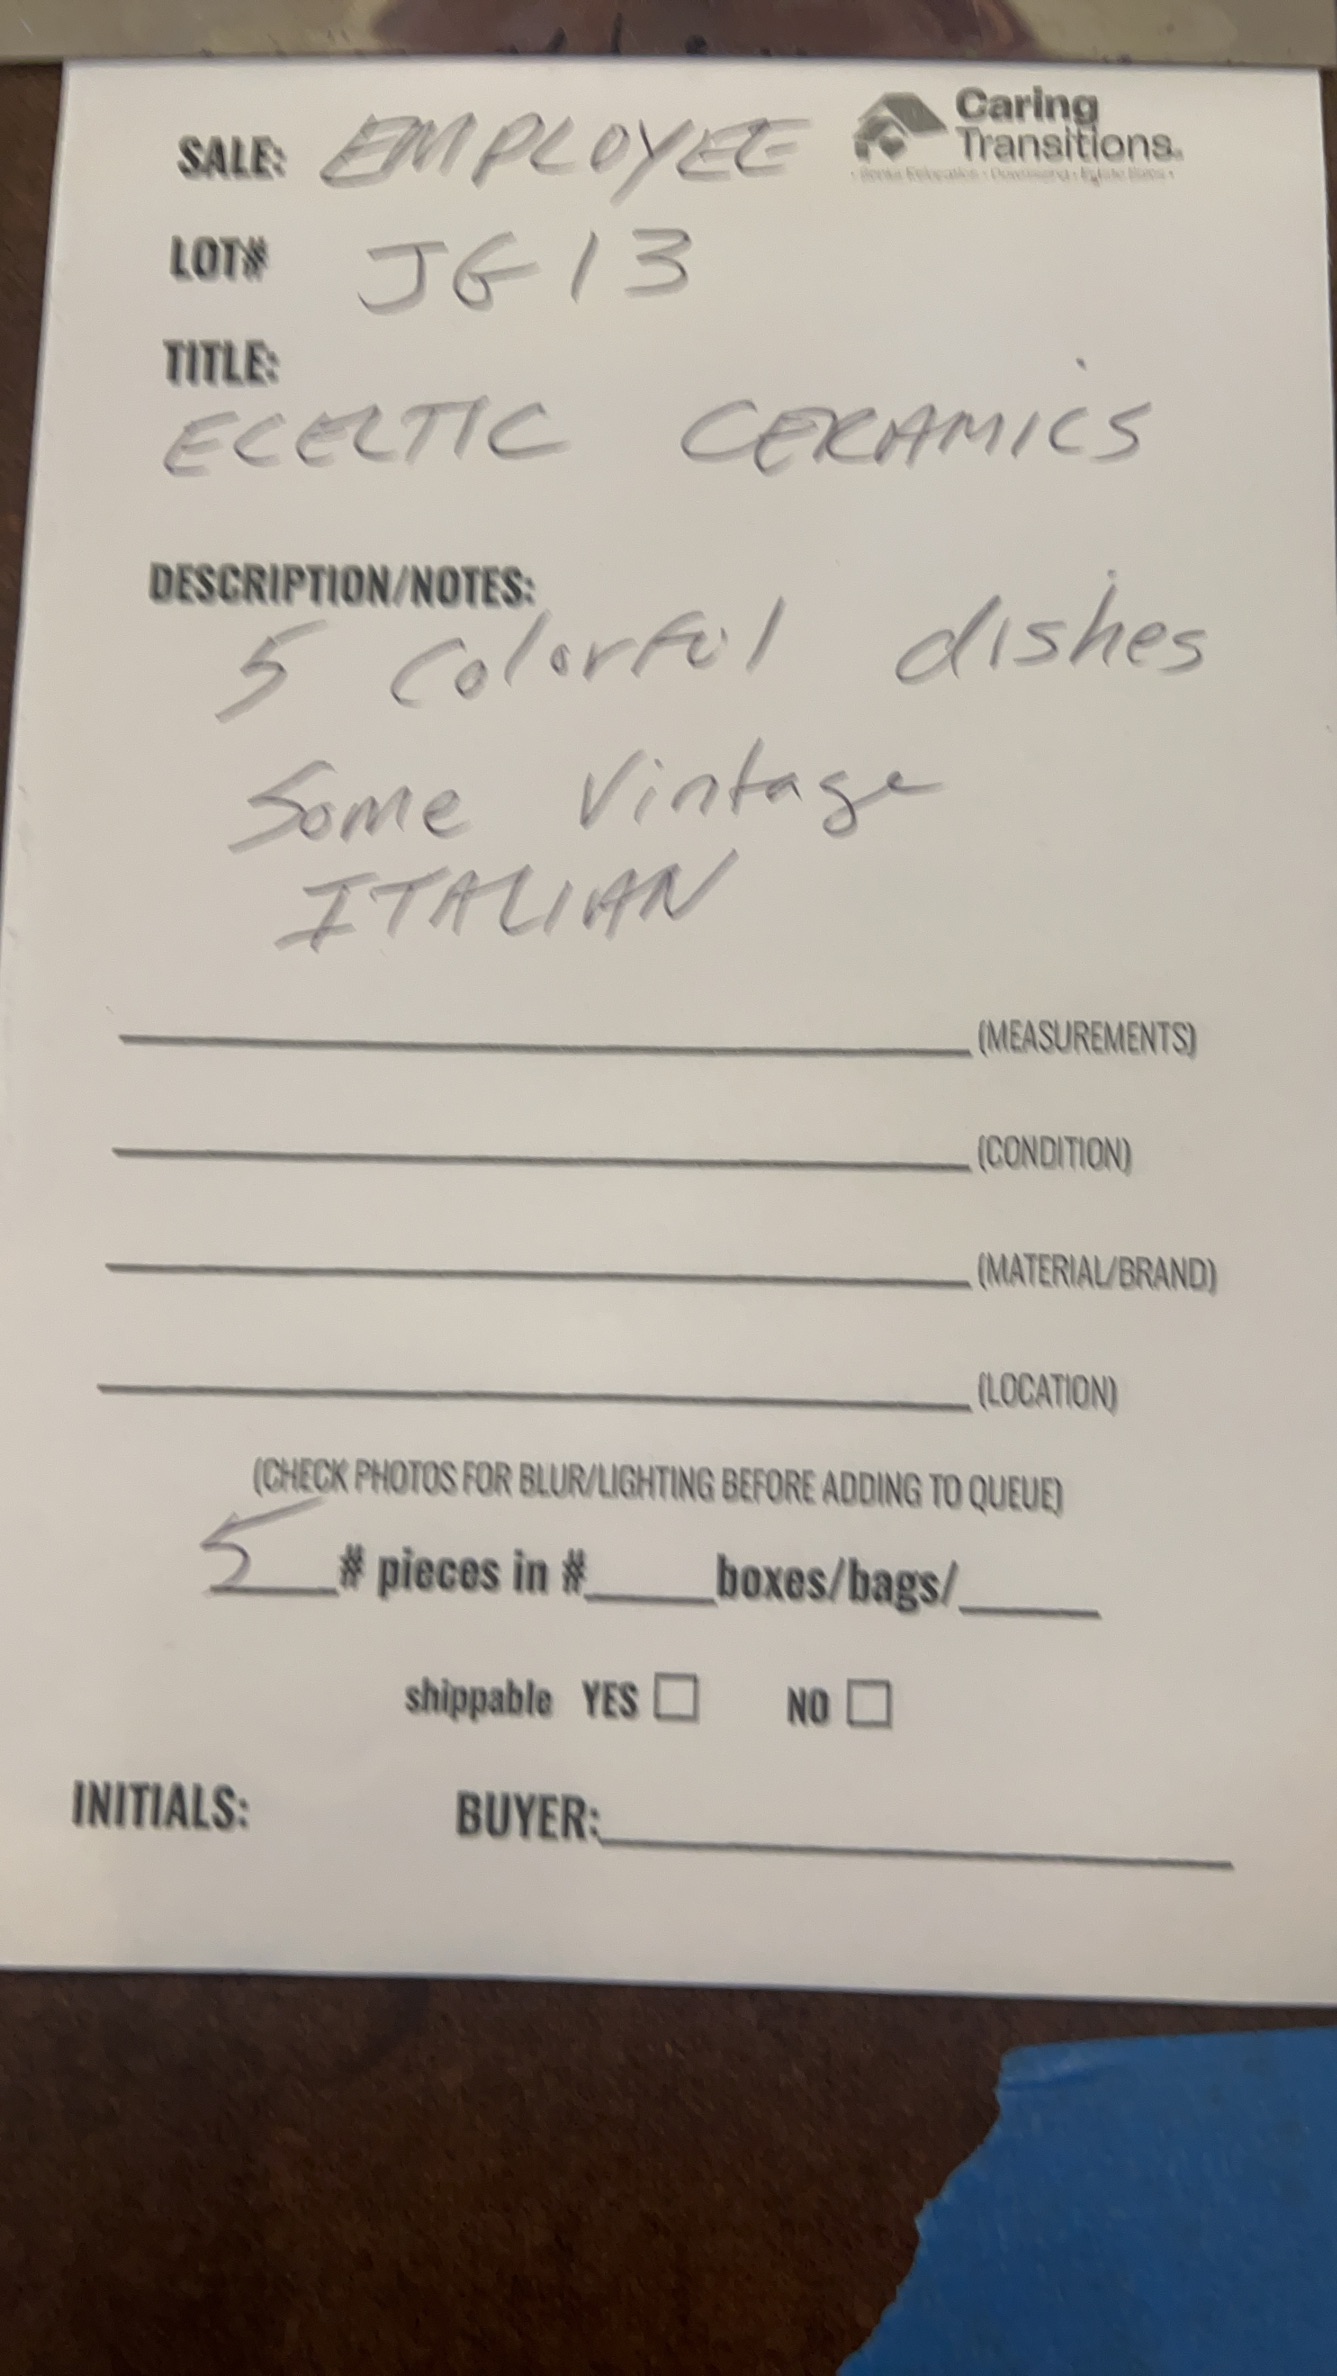 SALE: EMPLOYEE
Caring
Transitions.
LOT# JG13
TITLE:
ECELTIC CERAMICS
DESCRIPTION/NOTES:
5 Colorful dishes
Some Vintage
ITALIAN
(MEASUREMENTS)
(CONDITION)
(MATERIAL/BRAND)
(LOCATION)
(CHECK PHOTOS FOR BLUR/LIGHTING BEFORE ADDING TO QUEUE)
5 # pieces in #_____boxes/bags/_____
shippable YES □ NO □
INITIALS: BUYER: